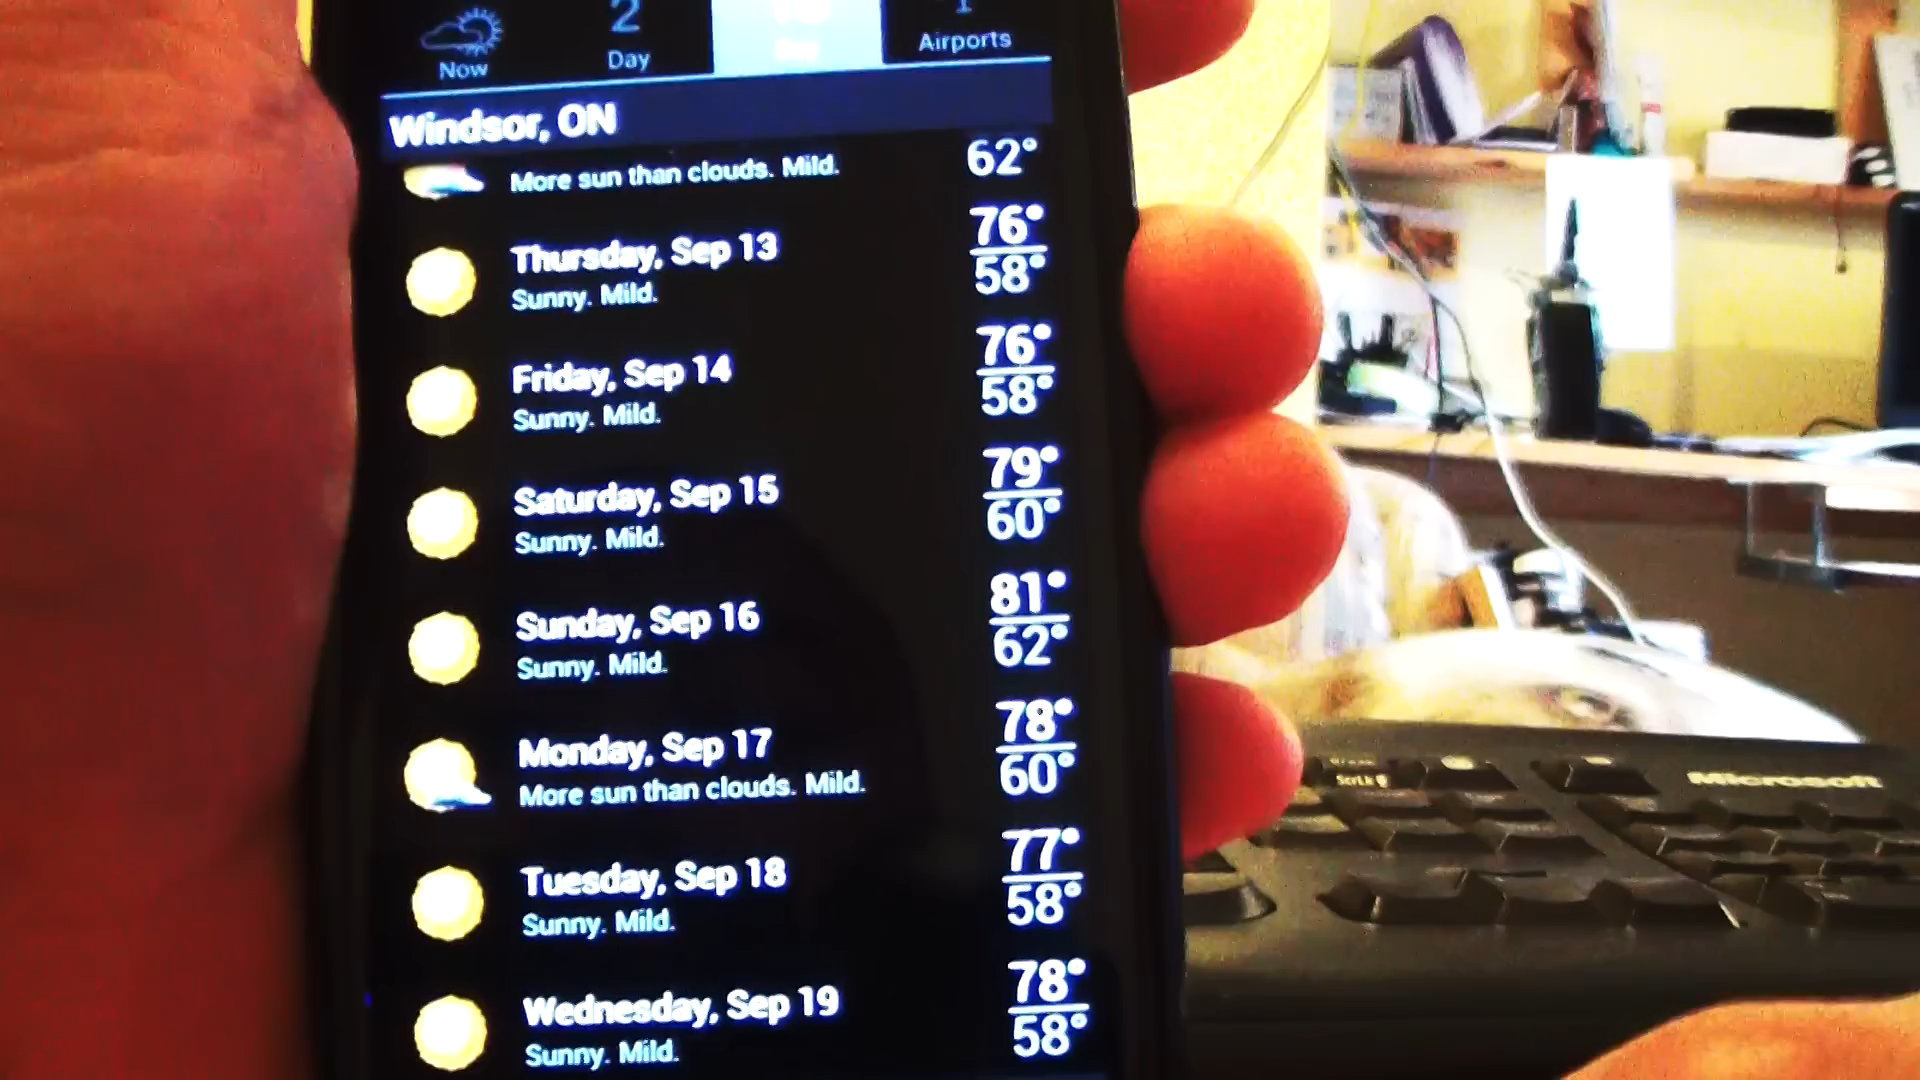 Now
2
Day
Airports
Windsor, ON
More sun than clouds. Mild.
62°
Thursday, Sep 13
Sunny. Mild.
76°
58°
Friday, Sep 14
Sunny. Mild.
76°
58°
Saturday, Sep 15
Sunny. Mild.
79°
60°
Sunday, Sep 16
Sunny. Mild.
81°
62°
Monday, Sep 17
More sun than clouds. Mild.
78°
60°
Tuesday, Sep 18
Sunny. Mild.
77°
58°
Wednesday, Sep 19
Sunny. Mild.
78°
58°
ScrLk
Microsoft